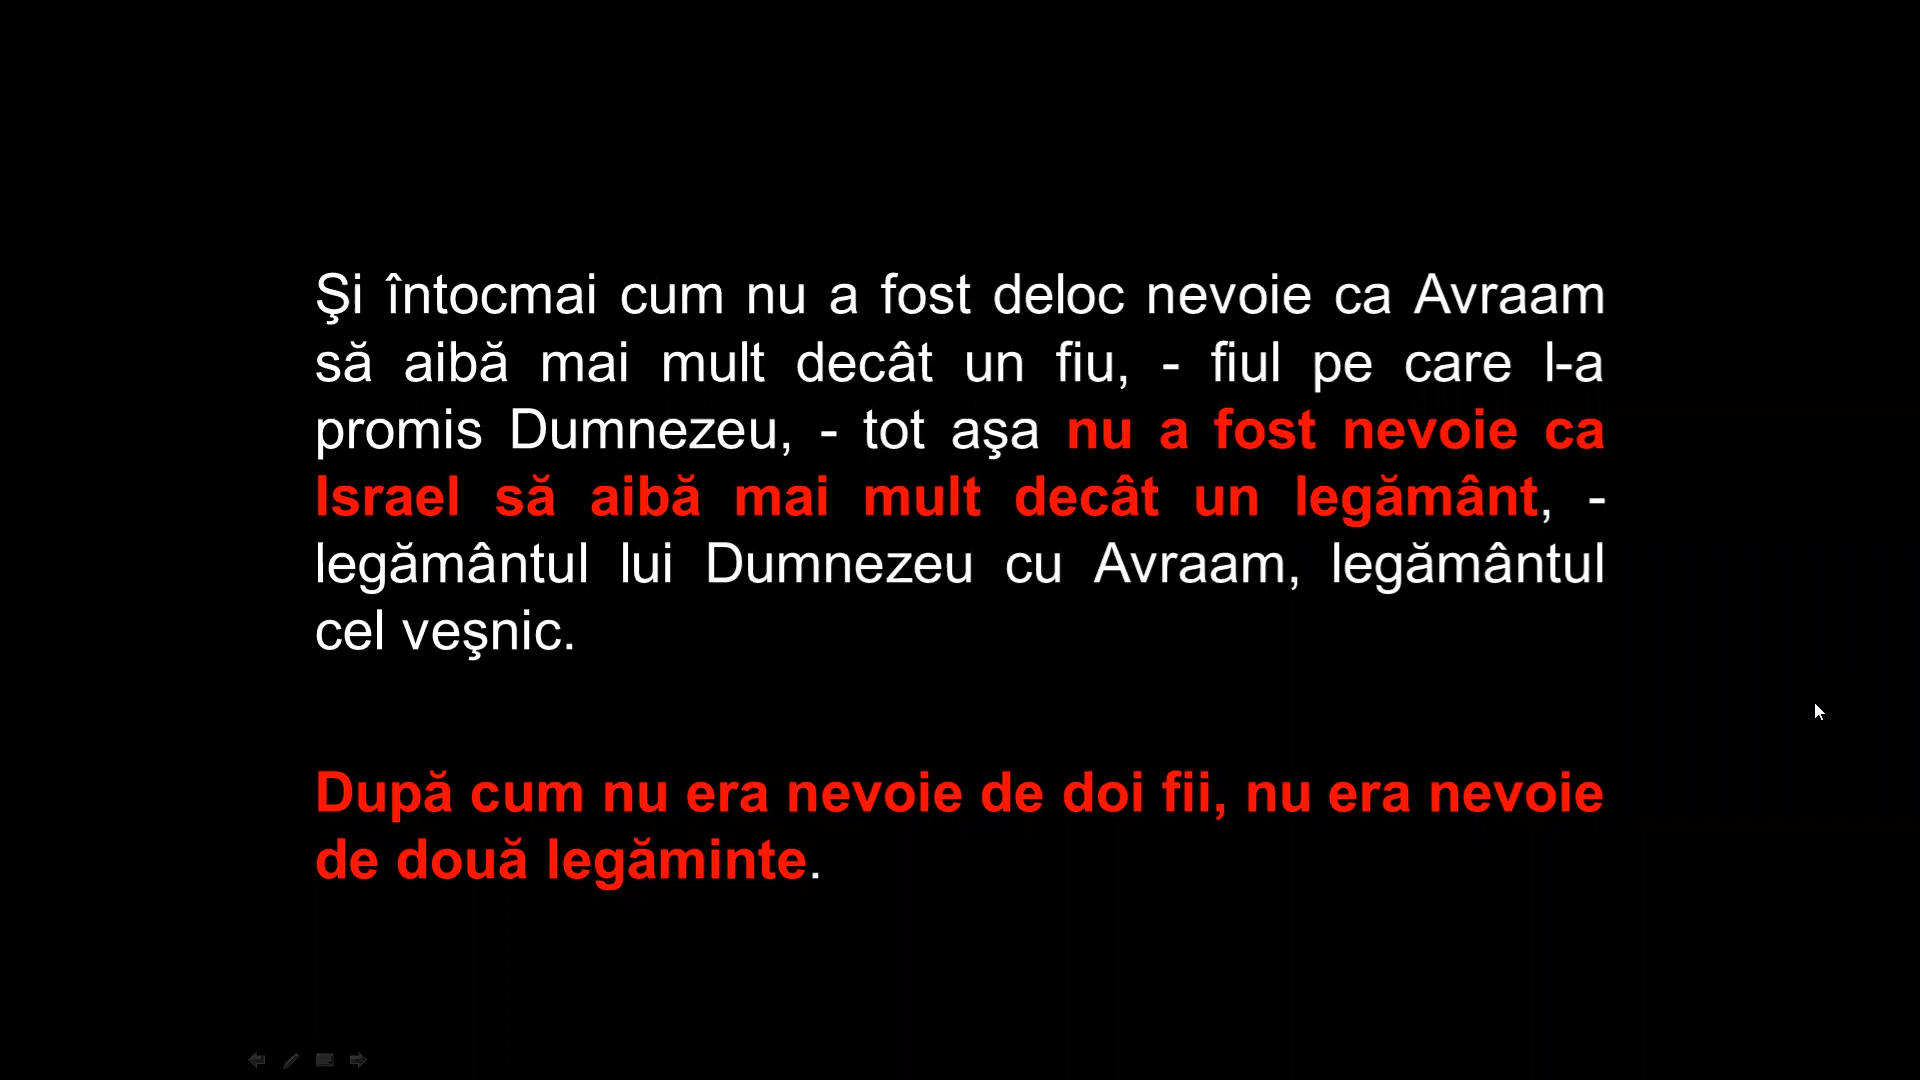 Şi întocmai cum nu a fost deloc nevoie ca Avraam
să aibă mai mult decât un fiu, - fiul pe care l-a
promis Dumnezeu, - tot aşa nu a fost nevoie ca
Israel să aibă mai mult decât un legământ, -
legământul lui Dumnezeu cu Avraam, legământul
cel veşnic.
După cum nu era nevoie de doi fii, nu era nevoie
de două legăminte.